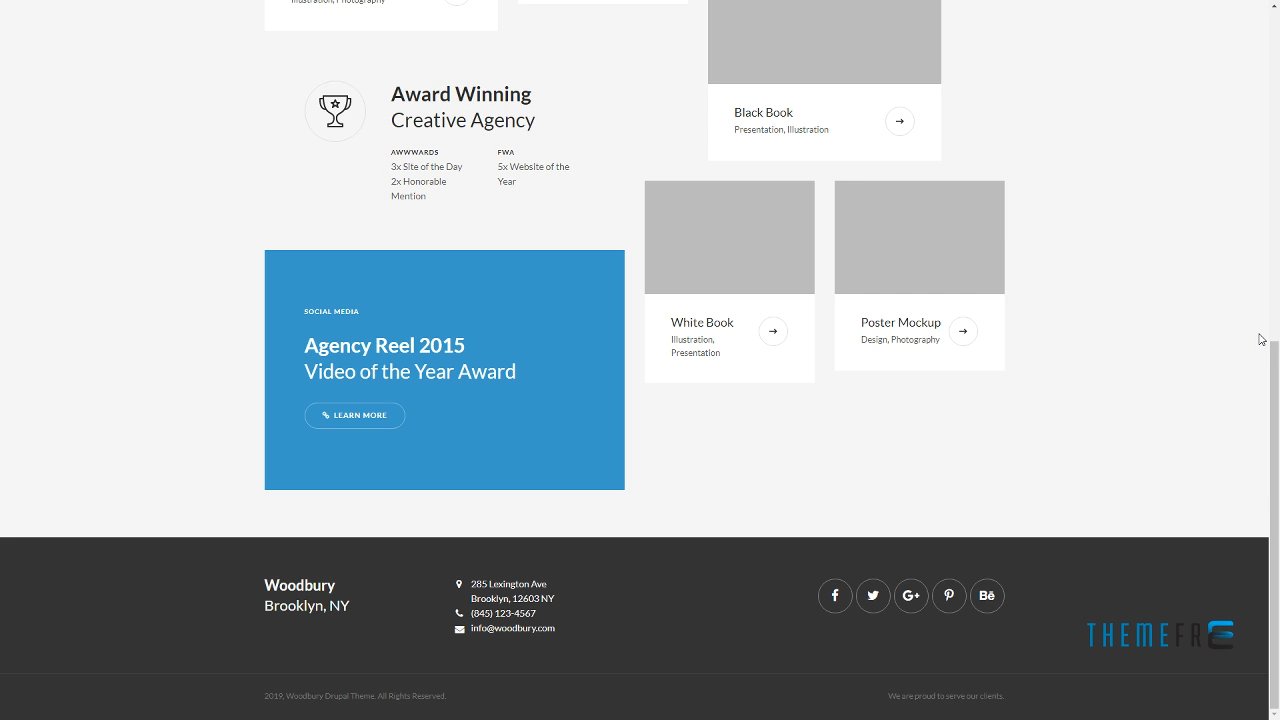 Illustration, Photography
Award Winning
Creative Agency
AWWWARDS
3x Site of the Day
2x Honorable
Mention
FWA
5x Website of the
Year
Black Book
Presentation, Illustration
White Book
Illustration,
Presentation
Poster Mockup
Design, Photography
SOCIAL MEDIA
Agency Reel 2015
Video of the Year Award
LEARN MORE
Woodbury
Brooklyn, NY
285 Lexington Ave
Brooklyn, 12603 NY
(845) 123-4567
info@woodbury.com
G+
Bē
THEMEFRE
2019, Woodbury Drupal Theme. All Rights Reserved.
We are proud to serve our clients.